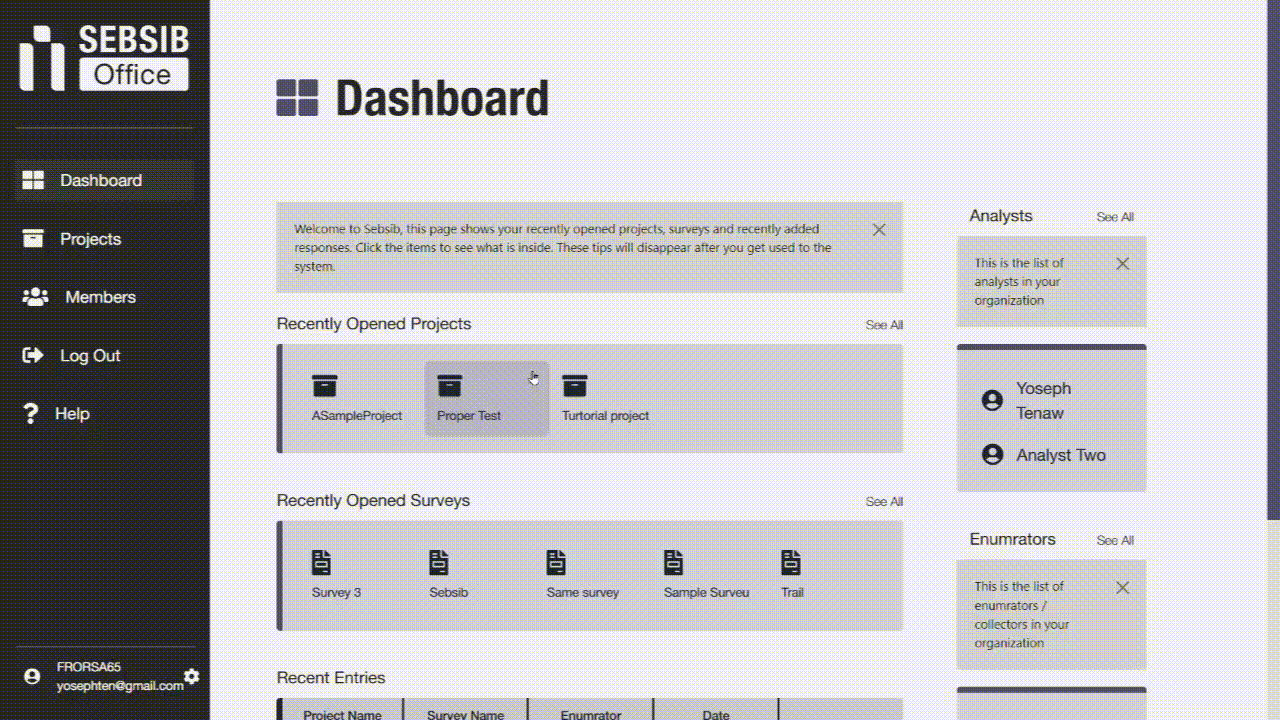 SEBSIB
Office
Dashboard
Projects
Members
Log Out
Help
FRORSA65
yosephten@gmail.com
Dashboard
Welcome to Sebsib, this page shows your recently opened projects, surveys and recently added
responses. Click the items to see what is inside. These tips will disappear after you get used to the
system.
Recently Opened Projects
See All
ASampleProject
Proper Test
Turtorial project
Recently Opened Surveys
See All
Survey 3
Sebsib
Same survey
Sample Surveu
Trail
Recent Entries
Project Name
Survey Name
Enumrator
Date
Analysts
See All
This is the list of
analysts in your
organization
Yoseph
Tenaw
Analyst Two
Enumrators
See All
This is the list of
enumrators /
collectors in your
organization